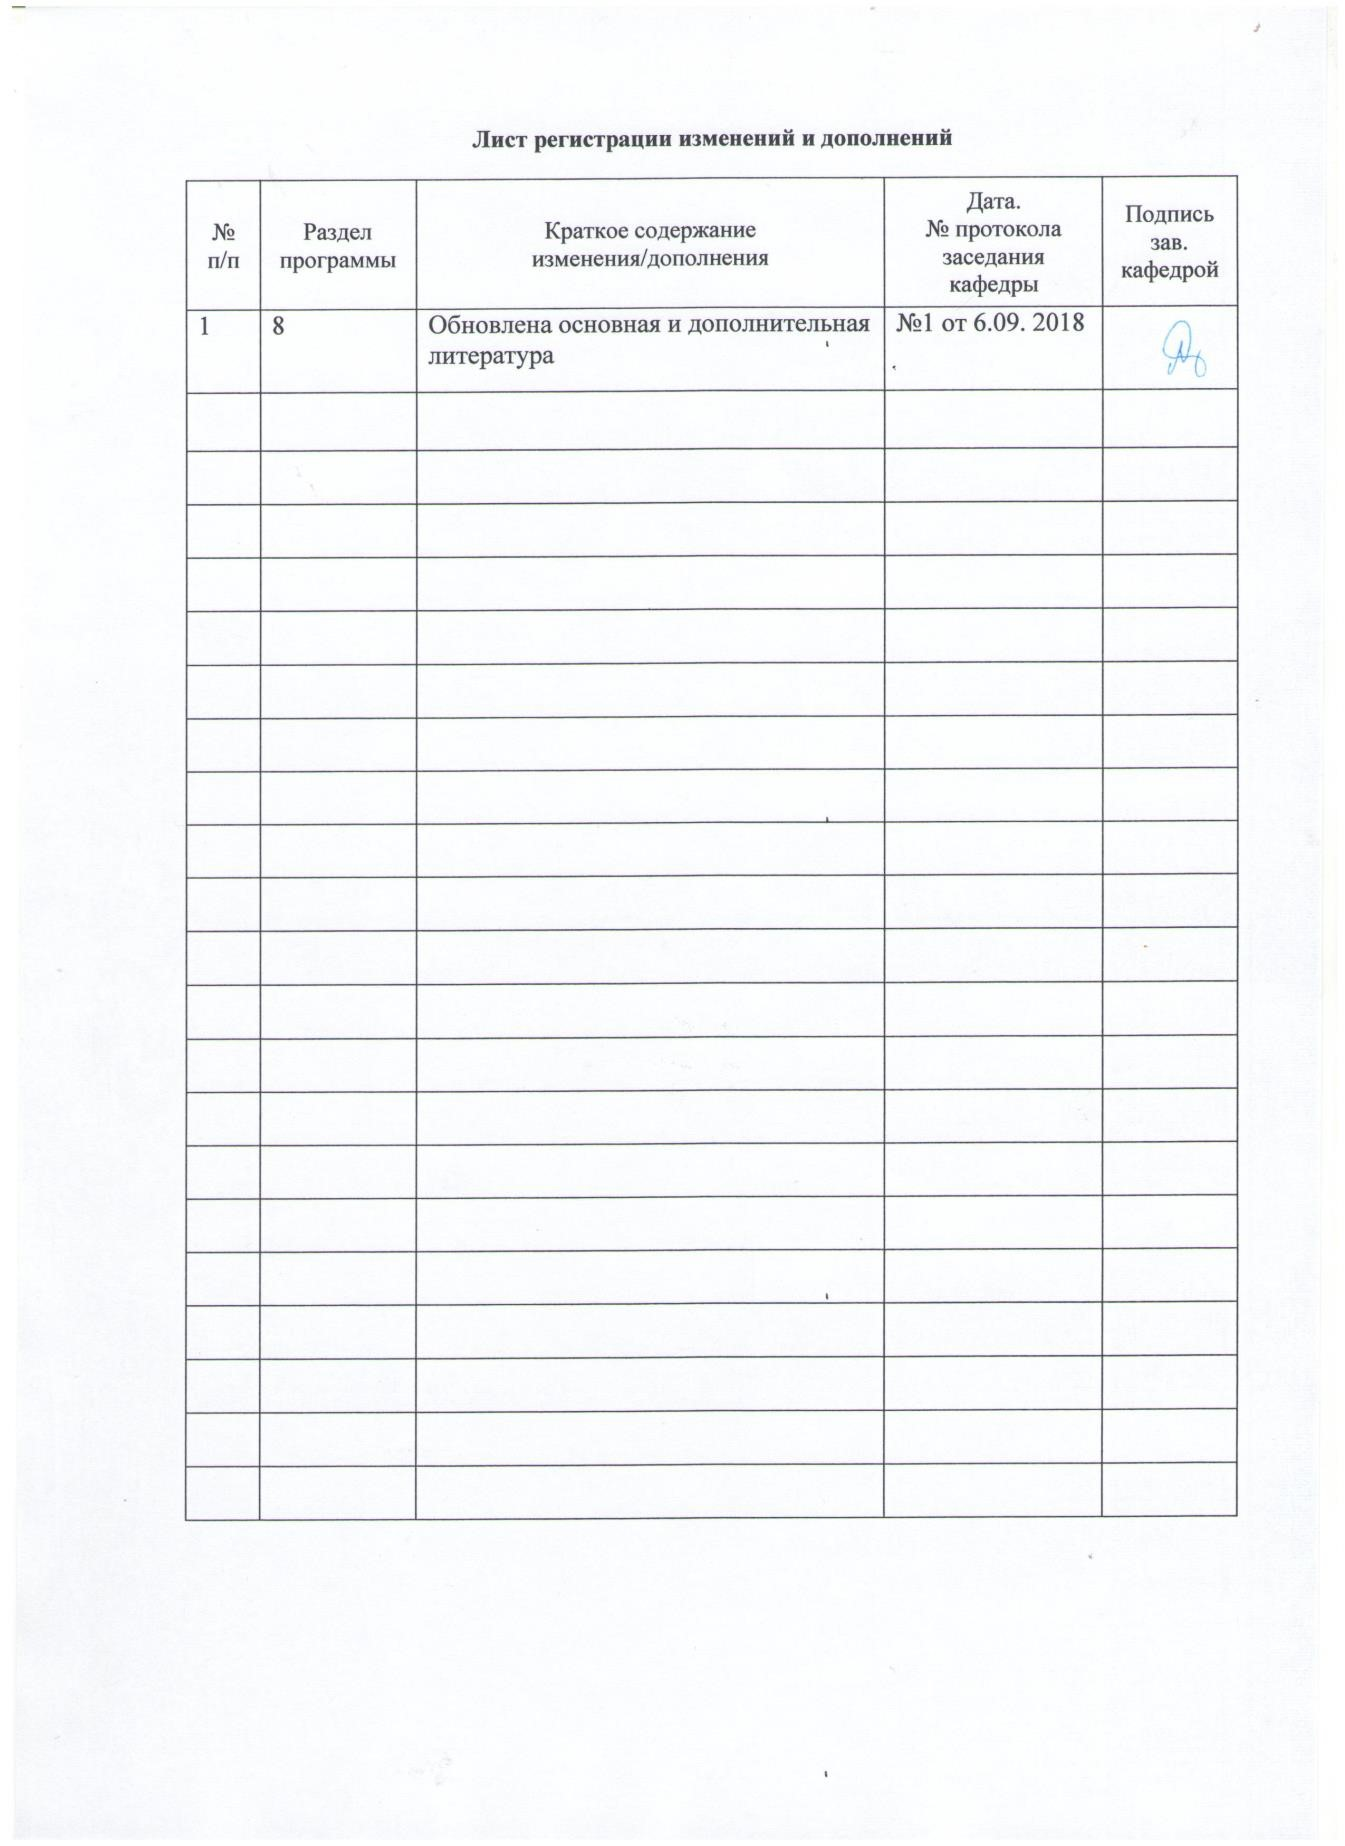 Лист регистрации изменений и дополнений
№
п/п
Раздел
программы
Краткое содержание
изменения/дополнения
Дата.
№ протокола
заседания
кафедры
Подпись
зав.
кафедрой
1
8
Обновлена основная и дополнительная
литература
№1 от 6.09. 2018